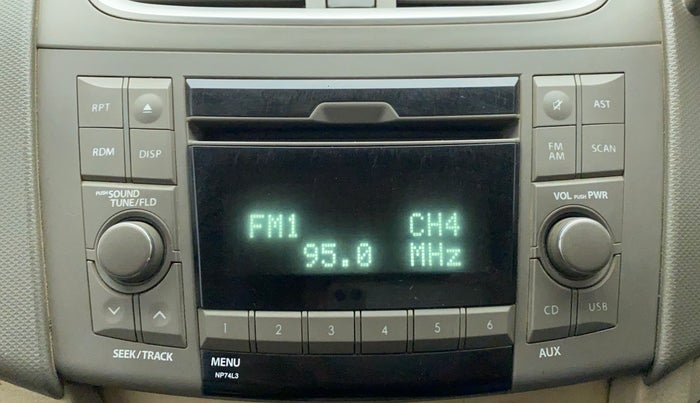 RPT
RDM DISP
PUSH SOUND
TUNE/FLD
SEEK/TRACK
FM1 CH4
95.0 MHz
1 2 3 4 5 6
MENU
NP74L3
AST
FM
AM
SCAN
VOL PUSH PWR
CD USB
AUX